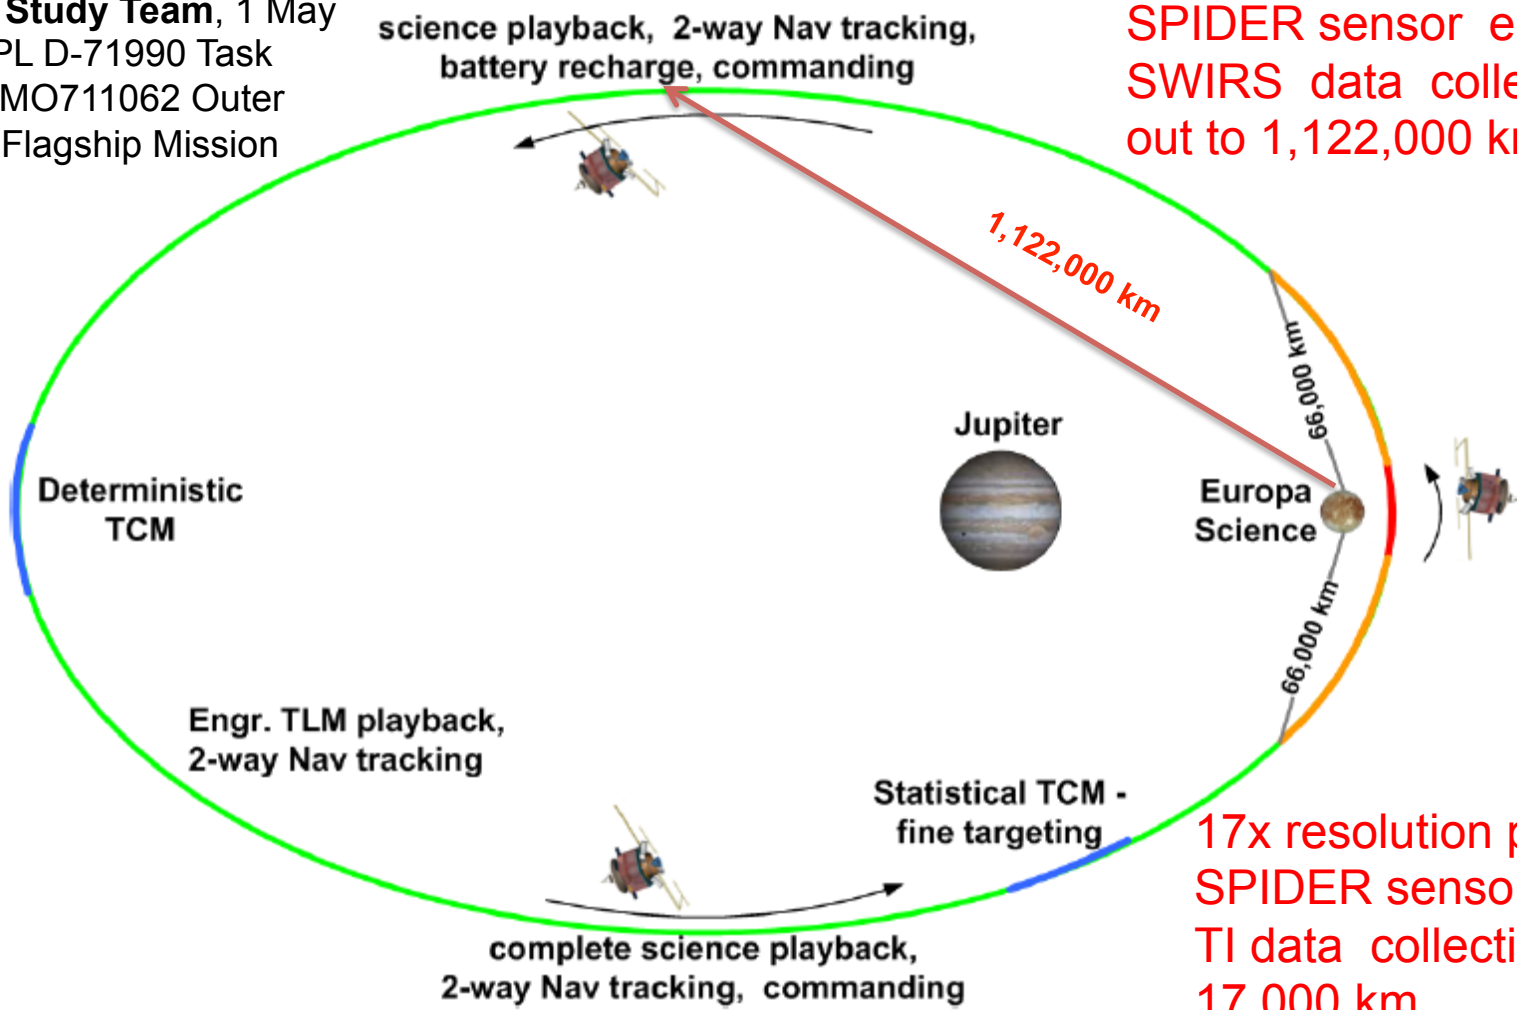 Study Team, 1 May
PL D-71990 Task
MO711062 Outer
Flagship Mission
science playback, 2-way Nav tracking,
battery recharge, commanding
SPIDER sensor
SWIRS data
out to 1,122,000
1,122,000 km
66,000 km
Jupiter
Europa
Science
Deterministic
TCM
66,000 km
Engr. TLM playback,
2-way Nav tracking
Statistical TCM -
fine targeting
17x resolution
SPIDER
TI data
17,000 km
complete science playback,
2-way Nav tracking, commanding